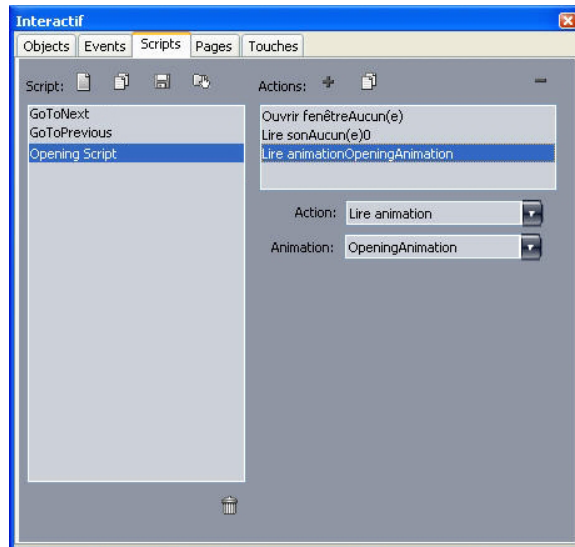 Interactif
Objects Events Scripts Pages Touches
Script: Actions:
GoToNext
GoToPrevious
Opening Script
Ouvrir fenêtreAucun(e)
Lire sonAucun(e)0
Lire animationOpeningAnimation
Action: Lire animation
Animation: OpeningAnimation